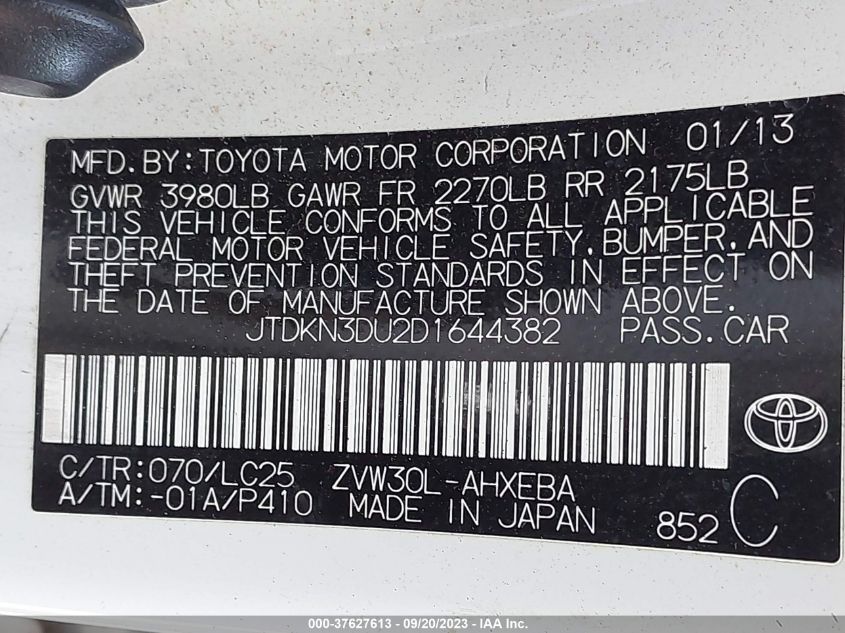 MFD. BY: TOYOTA MOTOR CORPORATION 01/13
GVWR 3980LB GAWR FR 2270LB RR 2175LB
THIS VEHICLE CONFORMS TO ALL APPLICABLE
FEDERAL MOTOR VEHICLE SAFETY, BUMPER, AND
THEFT PREVENTION STANDARDS IN EFFECT ON
THE DATE OF MANUFACTURE SHOWN ABOVE.
JTDKN3DU2D1644382 PASS. CAR
C/TR: 070/LC25 ZVW30L-AHXEBA
A/TM: -01A/P410 MADE IN JAPAN 852 C
000-37627613 - 09/20/2023 - IAA Inc.